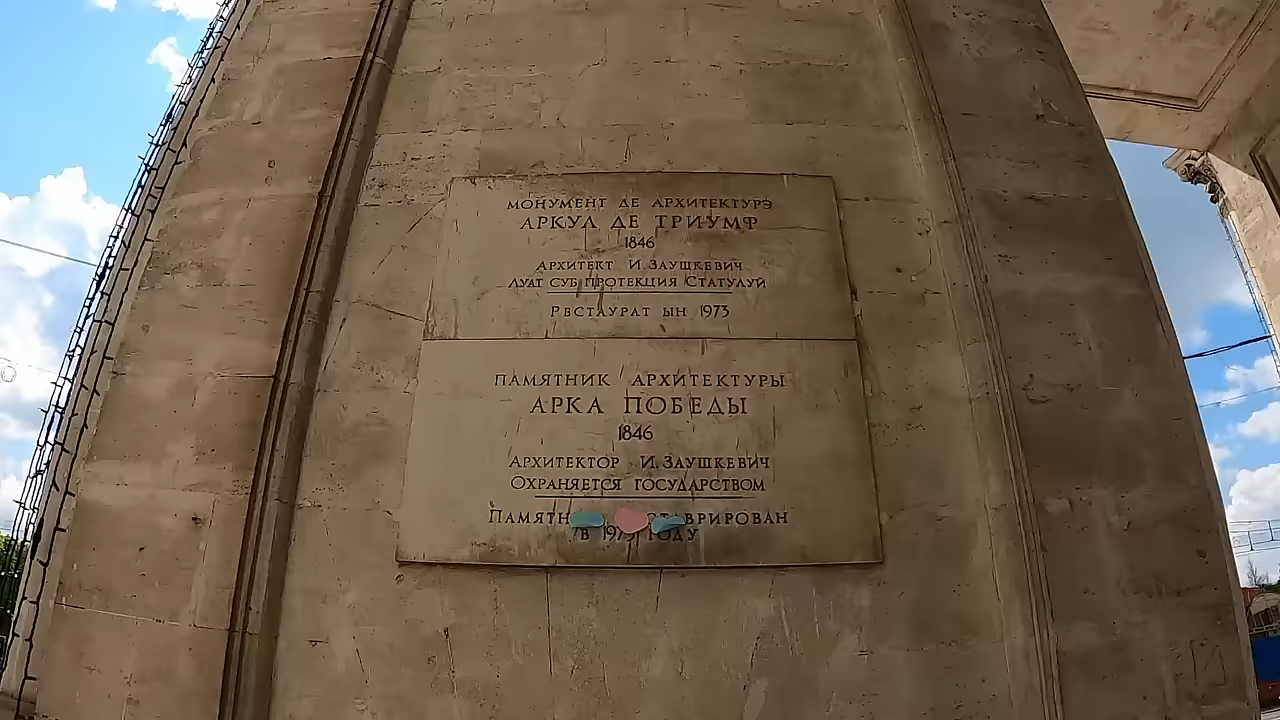 МОНУМЕНТ ДЕ АРХИТЕКТУРЭ
АРКУЛ ДЕ ТРИУМФ
1846
АРХИТЕКТ И. ЗАУШКЕВИЧ
ЛУАТ СУБ ПРОТЕКЦИЯ СТАТУЛУЙ
РЕСТАУРАТ ЫН 1973
ПАМЯТНИК АРХИТЕКТУРЫ
АРКА ПОБЕДЫ
1846
АРХИТЕКТОР И. ЗАУШКЕВИЧ
ОХРАНЯЕТСЯ ГОСУДАРСТВОМ
В 1973 ГОДУ